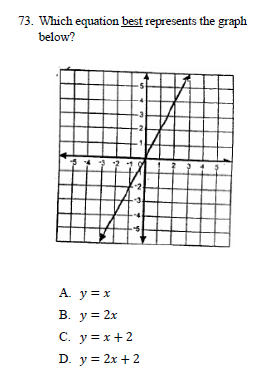 73. Which equation best represents the graph
below?
5
4
3
2
1
-5 -4 -3 -2 -1 0 1 2 3 4 5
-2
-3
-4
-5
A. y = x
B. y = 2x
C. y = x + 2
D. y = 2x + 2